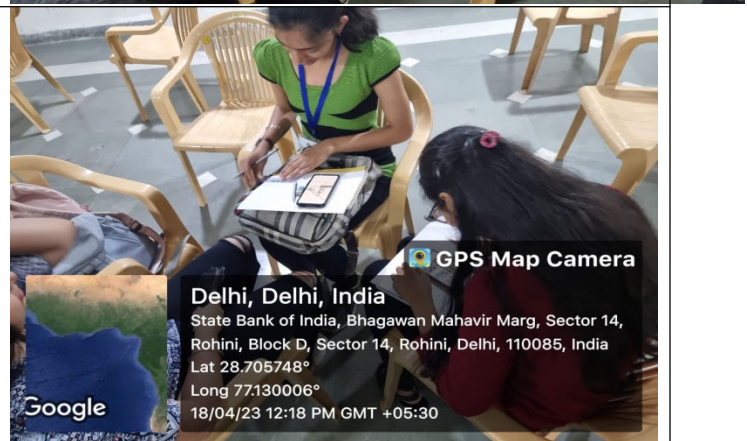 GPS Map Camera
Delhi, Delhi, India
State Bank of India, Bhagawan Mahavir Marg, Sector 14,
Rohini, Block D, Sector 14, Rohini, Delhi, 110085, India
Lat 28.705748°
Long 77.130006°
18/04/23 12:18 PM GMT +05:30
Google